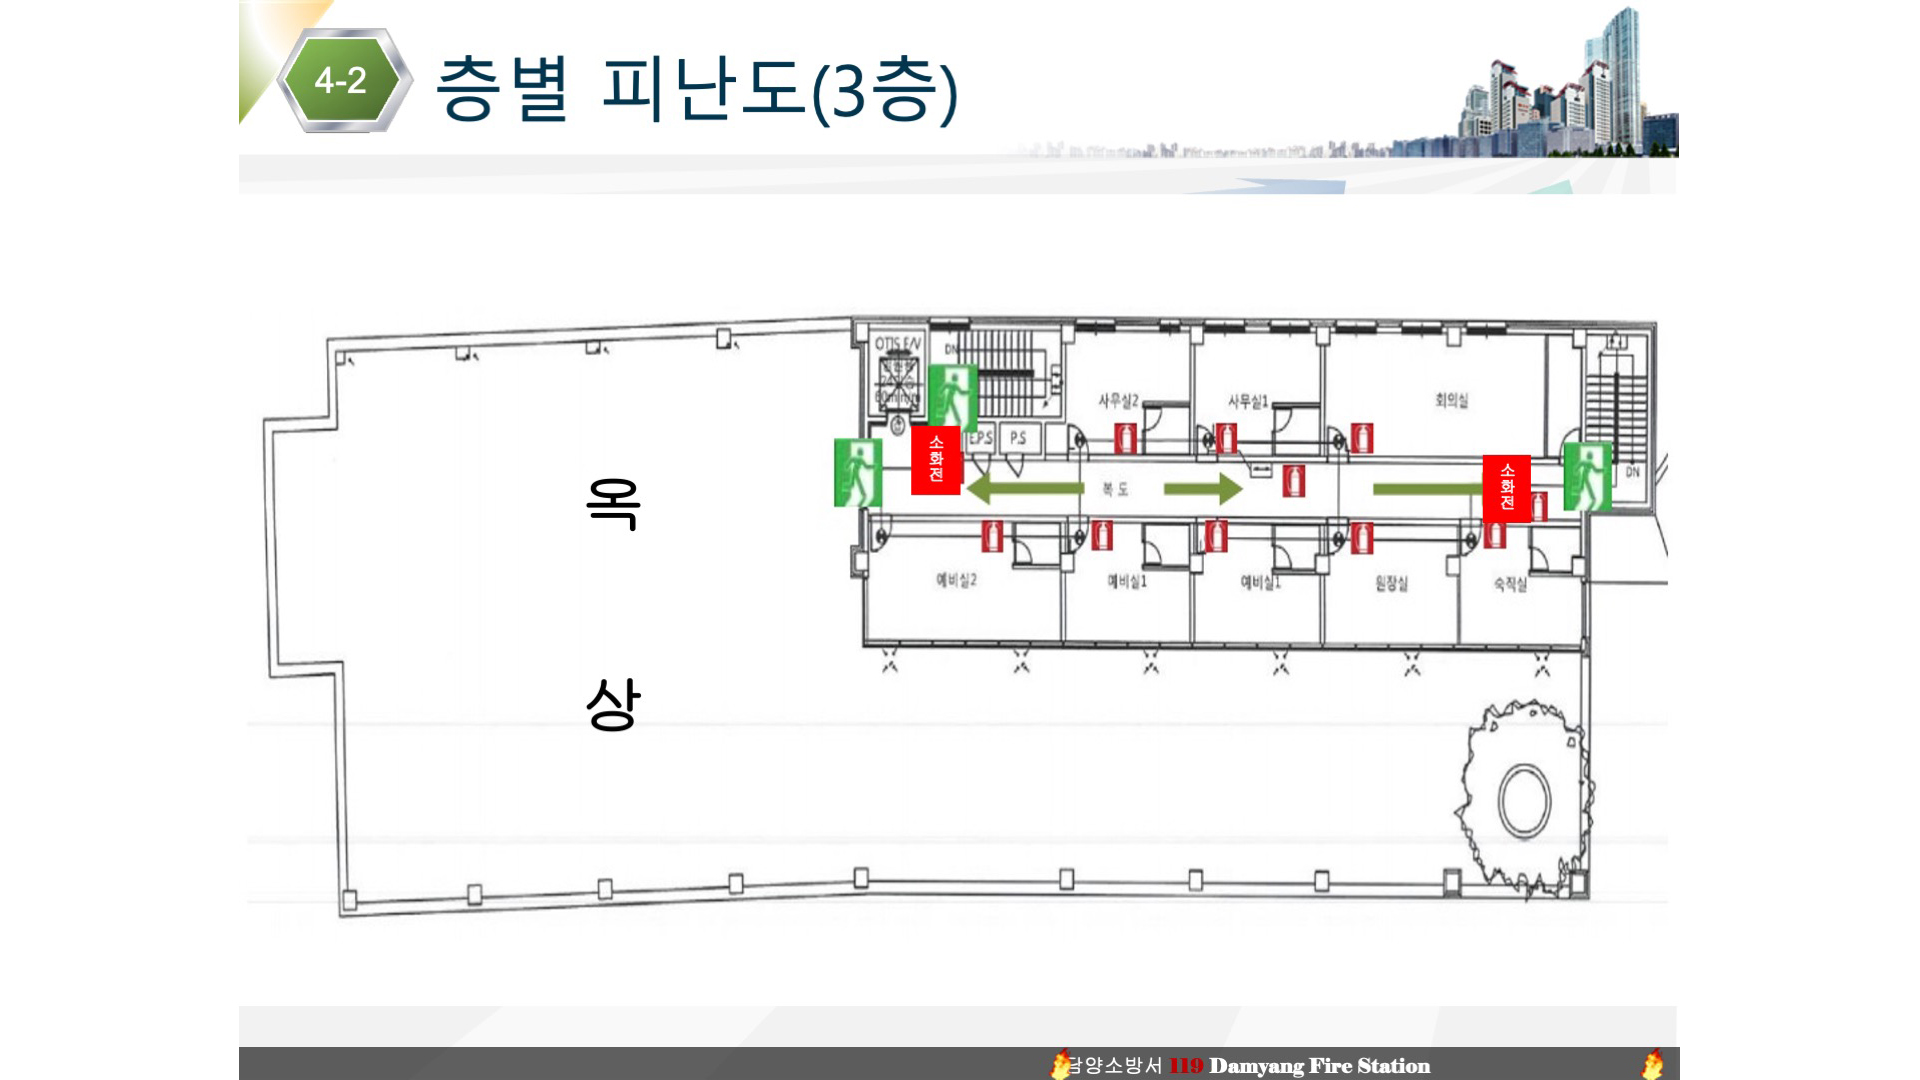 4-2
층별 피난도(3층)
OTIS E/V
DN
사무실2
사무실1
회의실
소화전
E.P.S
P.S
복 도
소화전
DN
옥
상
예비실2
예비실1
예비실1
원장실
숙직실
담양소방서 119 Damyang Fire Station